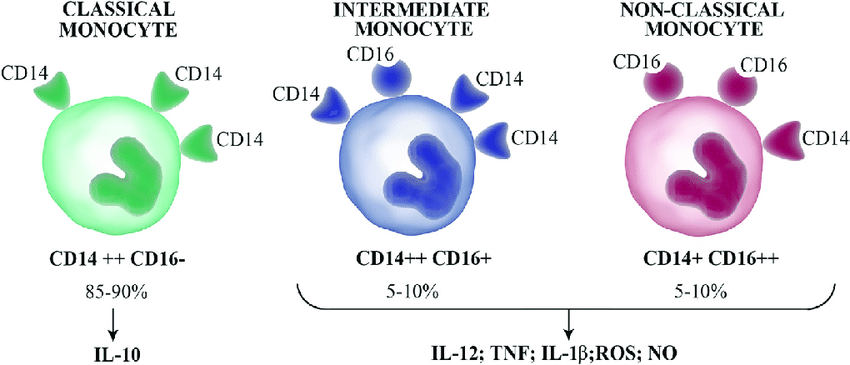 CLASSICAL
MONOCYTE
INTERMEDIATE
MONOCYTE
NON-CLASSICAL
MONOCYTE
CD14
CD14
CD14
CD16
CD14
CD14
CD14
CD16
CD16
CD14
CD14 ++ CD16-
CD14++ CD16+
CD14+ CD16++
85-90%
5-10%
5-10%
IL-10
IL-12; TNF; IL-1β;ROS; NO